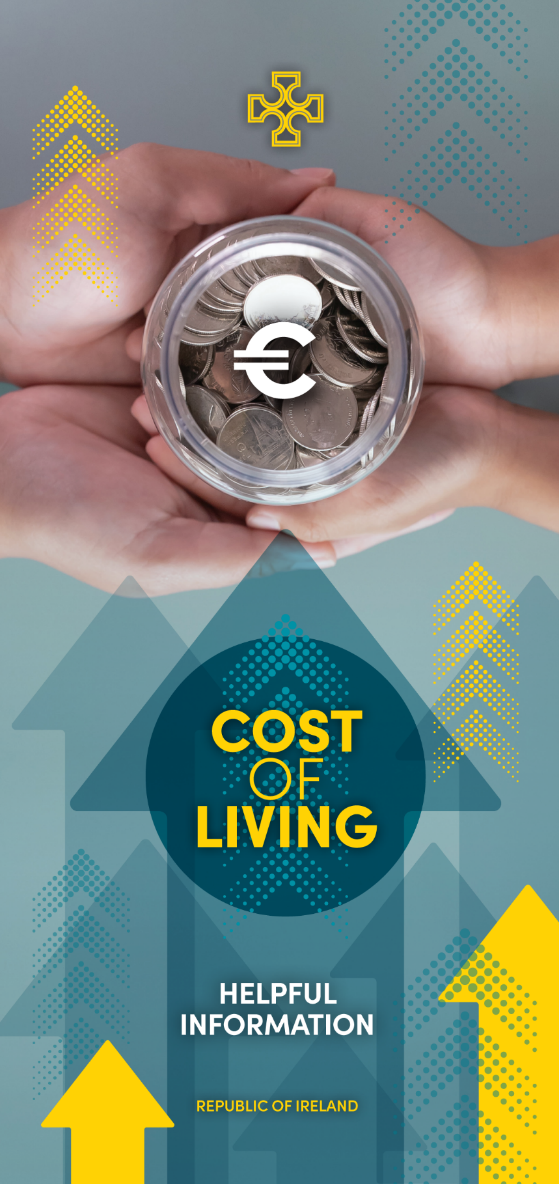 €
COST
OF
LIVING
HELPFUL
INFORMATION
REPUBLIC OF IRELAND